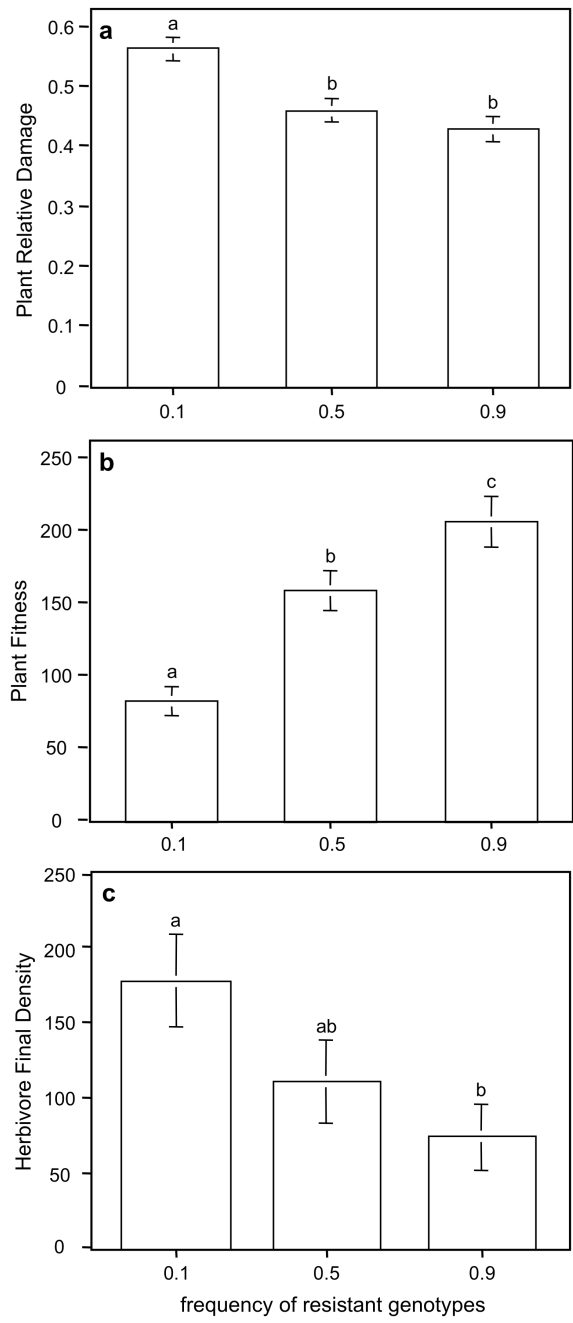 a
Plant Relative Damage
0.6
0.5
0.4
0.3
0.2
0.1
0
a
b
b
0.1 0.5 0.9
b
Plant Fitness
250
200
150
100
50
0
a
b
c
0.1 0.5 0.9
c
Herbivore Final Density
250
200
150
100
50
0
a
ab
b
0.1 0.5 0.9
frequency of resistant genotypes